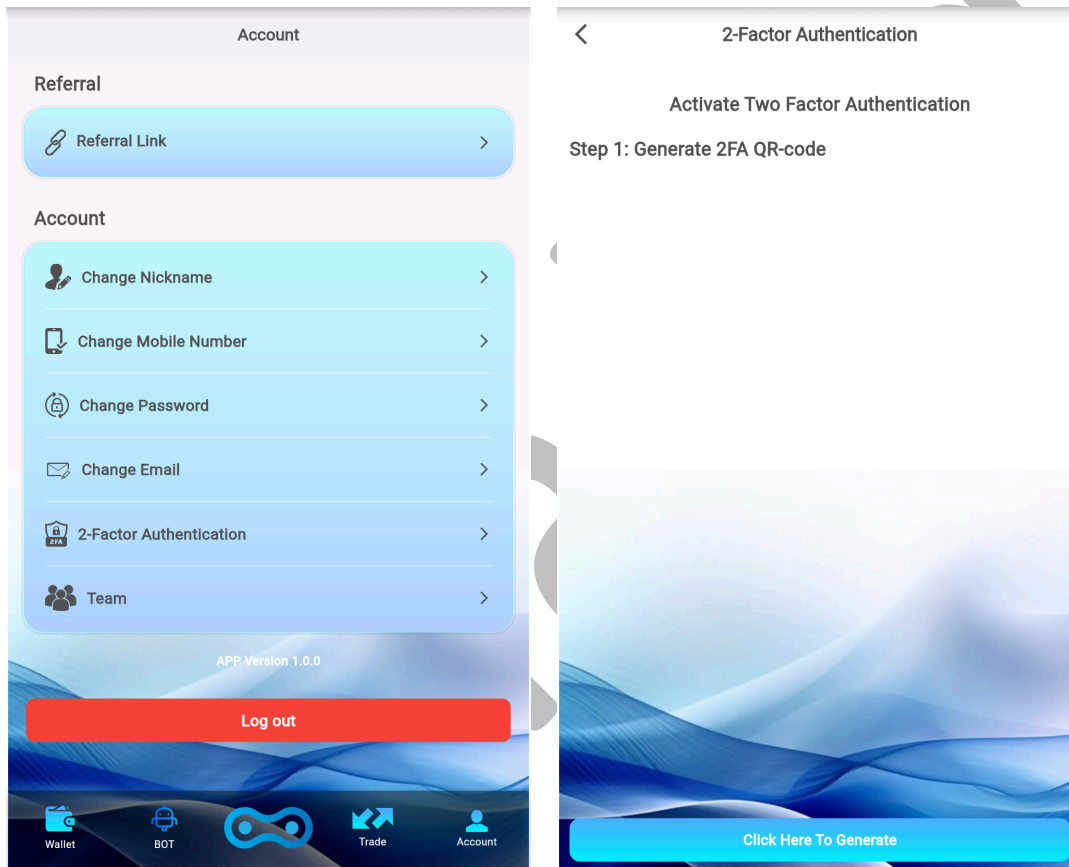 Account
Referral
Referral Link
Account
Change Nickname
Change Mobile Number
Change Password
Change Email
2FA
2-Factor Authentication
Team
APP Version 1.0.0
Log out
Wallet
BOT
Trade
Account
2-Factor Authentication
Activate Two Factor Authentication
Step 1: Generate 2FA QR-code
Click Here To Generate